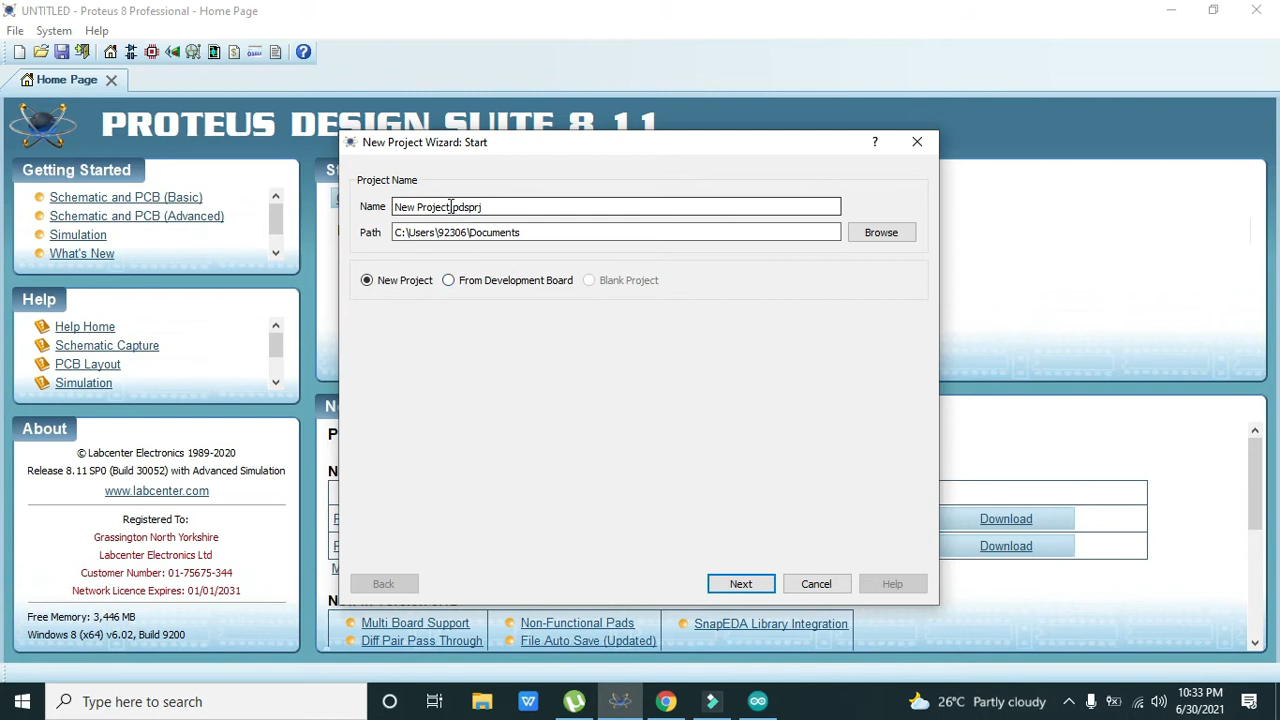 UNTITLED - Proteus 8 Professional - Home Page
File System Help
Home Page
PROTEUS DESIGN SUITE 8.11
Getting Started
Schematic and PCB (Basic)
Schematic and PCB (Advanced)
Simulation
What's New
Help
Help Home
Schematic Capture
PCB Layout
Simulation
About
© Labcenter Electronics 1989-2020
Release 8.11 SP0 (Build 30052) with Advanced Simulation
www.labcenter.com
Registered To:
Grassington North Yorkshire
Labcenter Electronics Ltd
Customer Number: 01-75675-344
Network Licence Expires: 01/01/2031
Free Memory: 3,446 MB
Windows 8 (x64) v6.02, Build 9200
New Project Wizard: Start
?
Project Name
Name New Project.pdsprj
Path C:\Users\92306\Documents Browse
New Project From Development Board Blank Project
Back Next Cancel Help
Download
Download
Multi Board Support Non-Functional Pads SnapEDA Library Integration
Diff Pair Pass Through File Auto Save (Updated)
Type here to search
26°C Partly cloudy
10:33 PM
6/30/2021